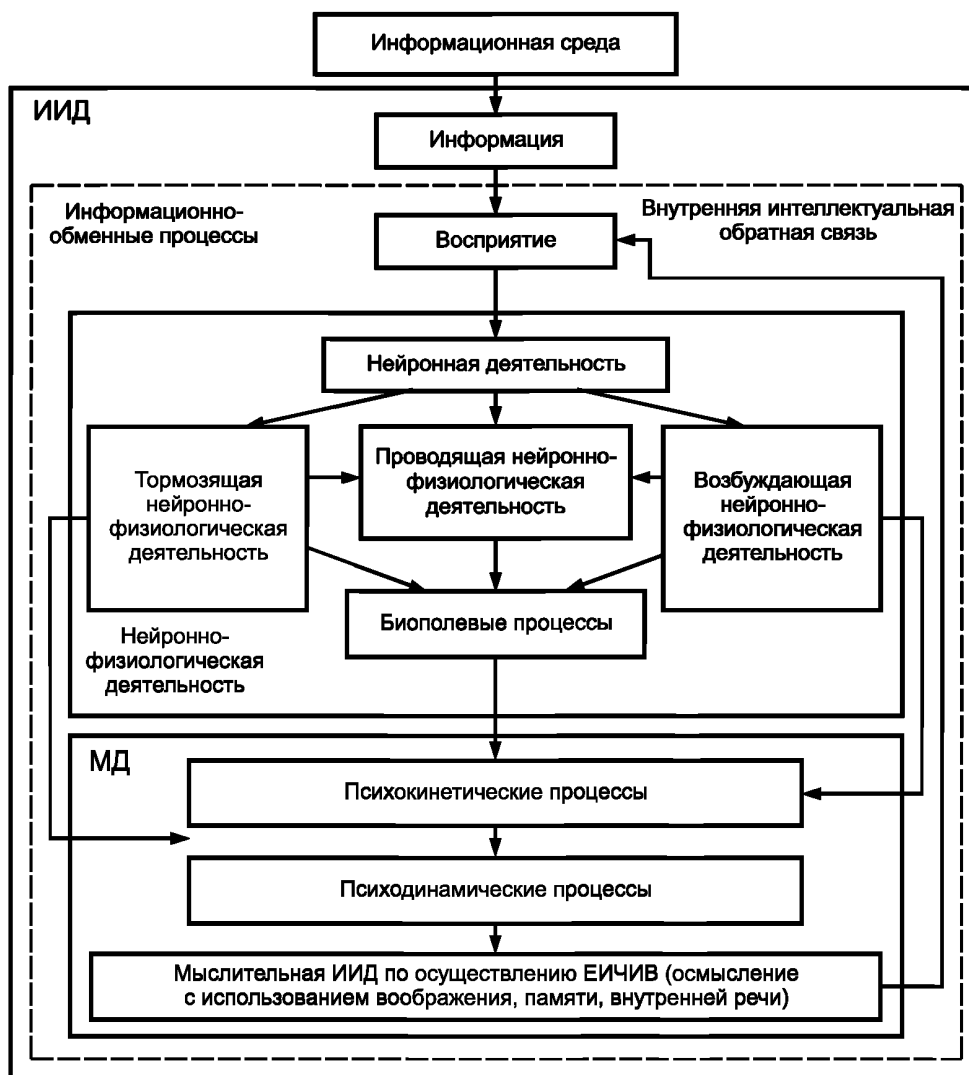 Информационная среда
ИИД
Информация
Информационно-
обменные процессы
Внутренняя интеллектуальная
обратная связь
Восприятие
Нейронная деятельность
Тормозящая
нейронно-
физиологическая
деятельность
Проводящая нейронно-
физиологическая
деятельность
Возбуждающая
нейронно-
физиологическая
деятельность
Биополевые процессы
Нейронно-
физиологическая
деятельность
МД
Психокинетические процессы
Психодинамические процессы
Мыслительная ИИД по осуществлению ЕИЧИВ (осмысление
с использованием воображения, памяти, внутренней речи)